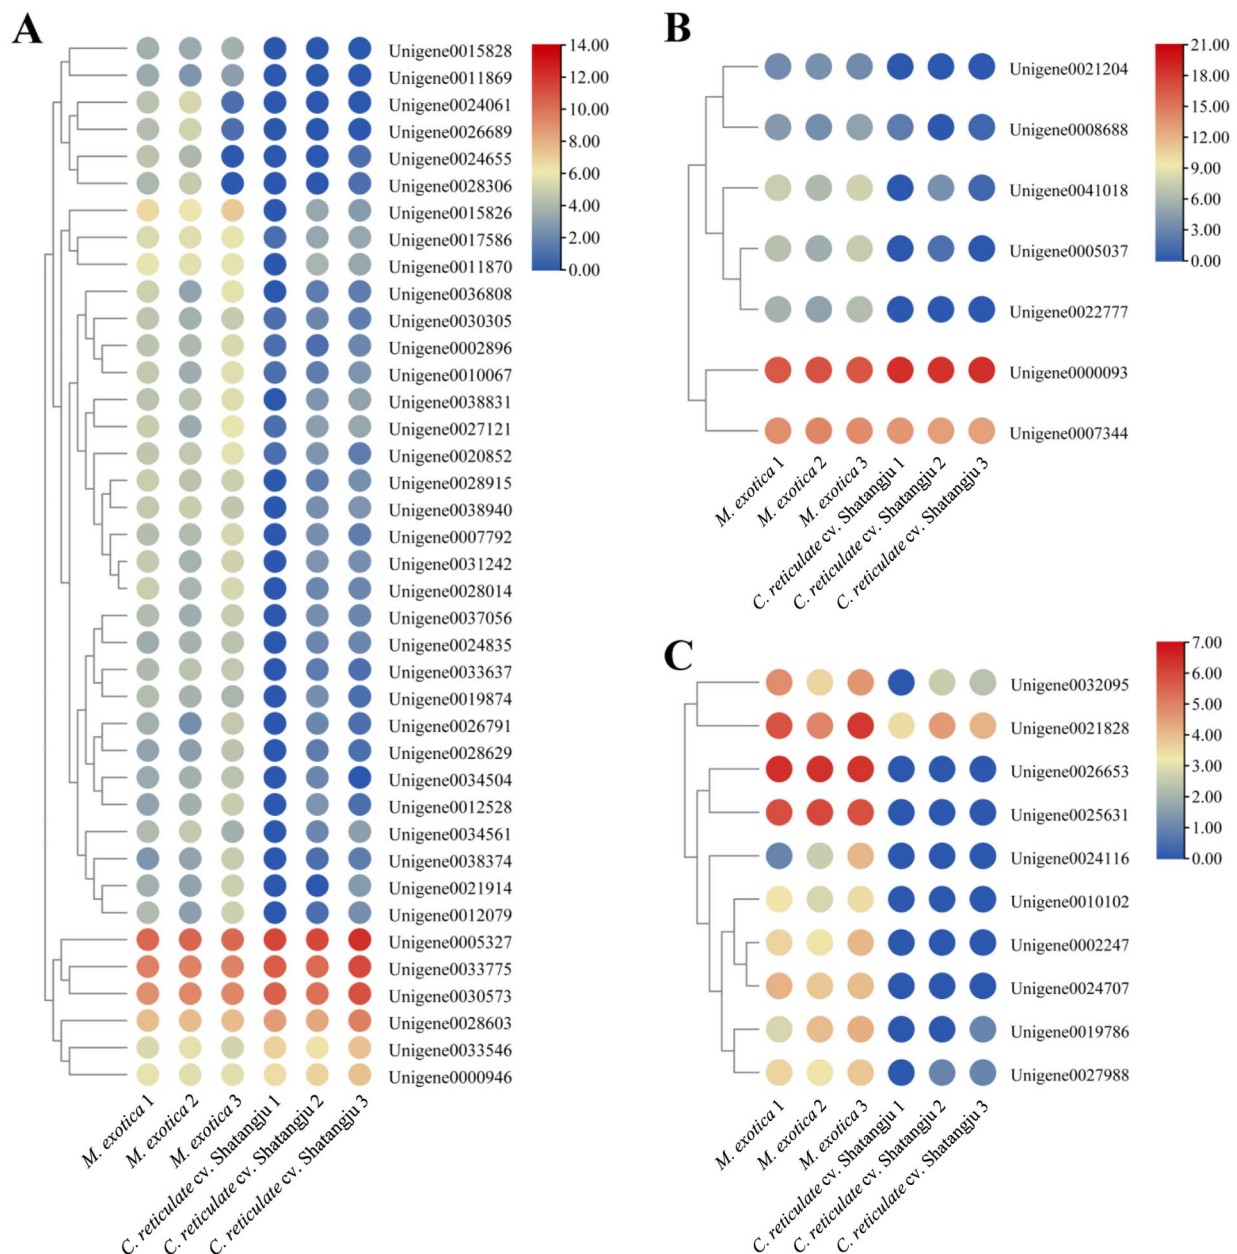 A
Unigene0015828
Unigene0011869
Unigene0024061
Unigene0026689
Unigene0024655
Unigene0028306
Unigene0015826
Unigene0017586
Unigene0011870
Unigene0036808
Unigene0030305
Unigene0002896
Unigene0010067
Unigene0038831
Unigene0027121
Unigene0020852
Unigene0028915
Unigene0038940
Unigene0007792
Unigene0031242
Unigene0028014
Unigene0037056
Unigene0024835
Unigene0033637
Unigene0019874
Unigene0026791
Unigene0028629
Unigene0034504
Unigene0012528
Unigene0034561
Unigene0038374
Unigene0021914
Unigene0012079
Unigene0005327
Unigene0033775
Unigene0030573
Unigene0028603
Unigene0033546
Unigene0000946
14.00
12.00
10.00
8.00
6.00
4.00
2.00
0.00
M. exotica 1
M. exotica 2
M. exotica 3
C. reticulate cv. Shatangju 1
C. reticulate cv. Shatangju 2
C. reticulate cv. Shatangju 3
B
Unigene0021204
Unigene0008688
Unigene0041018
Unigene0005037
Unigene0022777
Unigene0000093
Unigene0007344
21.00
18.00
15.00
12.00
9.00
6.00
3.00
0.00
M. exotica 1
M. exotica 2
M. exotica 3
C. reticulate cv. Shatangju 1
C. reticulate cv. Shatangju 2
C. reticulate cv. Shatangju 3
C
Unigene0032095
Unigene0021828
Unigene0026653
Unigene0025631
Unigene0024116
Unigene0010102
Unigene0002247
Unigene0024707
Unigene0019786
Unigene0027988
7.00
6.00
5.00
4.00
3.00
2.00
1.00
0.00
M. exotica 1
M. exotica 2
M. exotica 3
C. reticulate cv. Shatangju 1
C. reticulate cv. Shatangju 2
C. reticulate cv. Shatangju 3